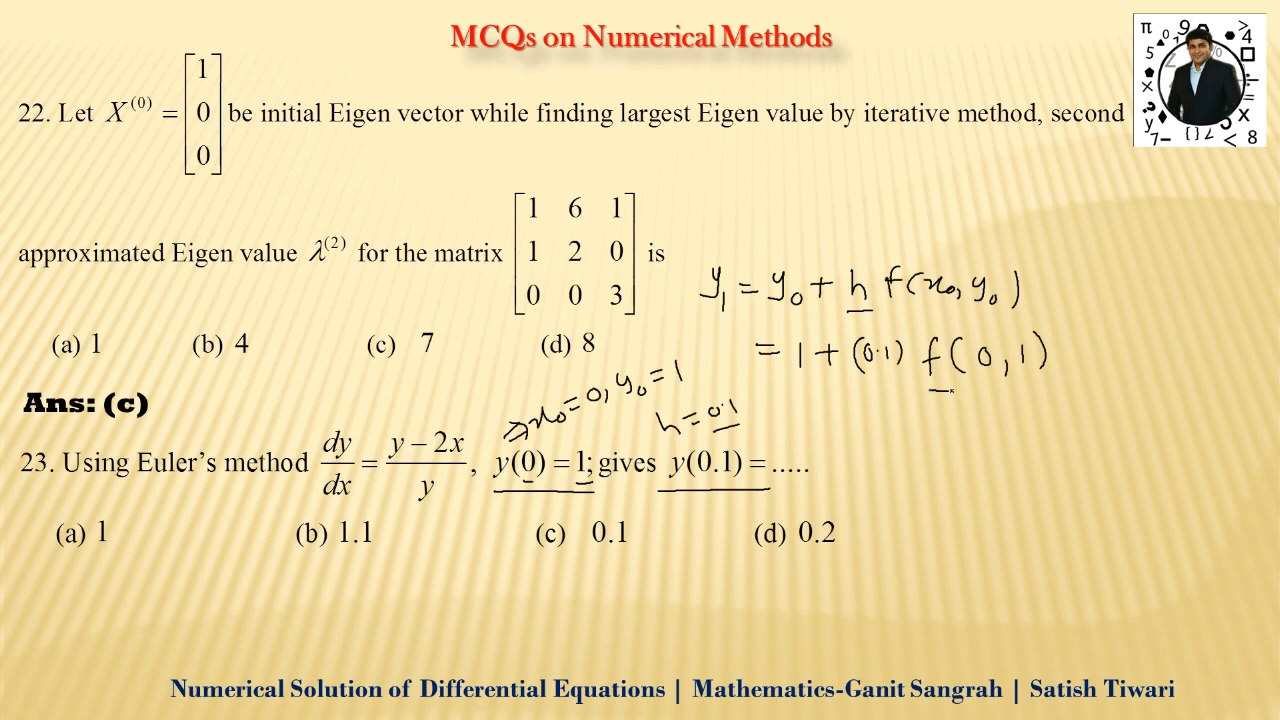 MCQs on Numerical Methods
22. Let X^(0) = [1 0 0] be initial Eigen vector while finding largest Eigen value by iterative method, second
approximated Eigen value λ^(2) for the matrix [1 6 1; 1 2 0; 0 0 3] is
(a) 1 (b) 4 (c) 7 (d) 8
y₁ = y₀ + h f(x₀, y₀)
= 1 + (0.1) f(0, 1)
Ans: (c)
⇒ x₀ = 0, y₀ = 1
h = 0.1
23. Using Euler's method dy/dx = (y − 2x)/y, y(0) = 1; gives y(0.1) = .....
(a) 1 (b) 1.1 (c) 0.1 (d) 0.2
Numerical Solution of Differential Equations | Mathematics-Ganit Sangrah | Satish Tiwari